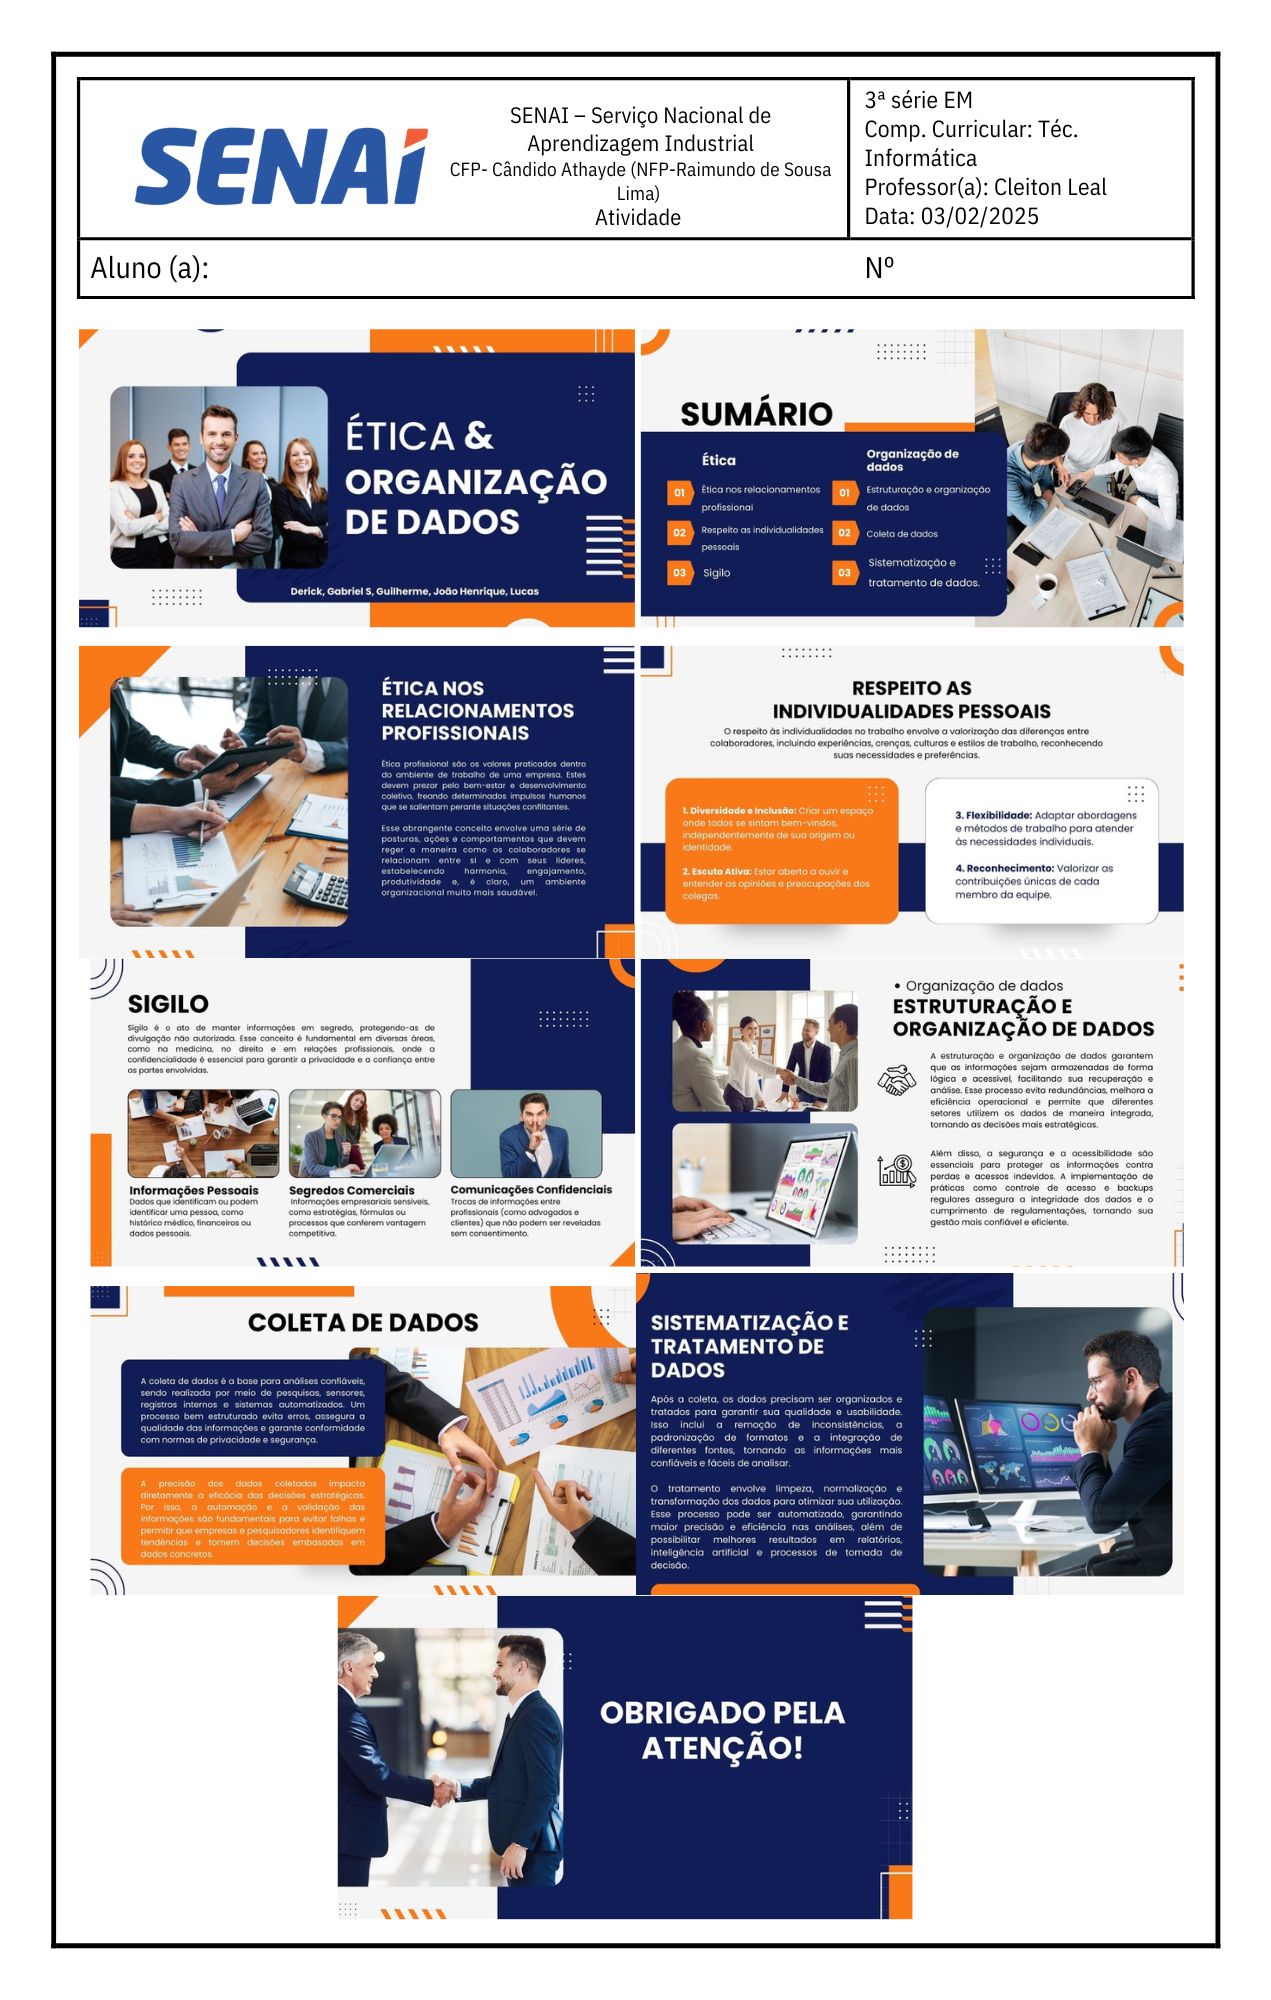 SENAI
SENAI – Serviço Nacional de
Aprendizagem Industrial
CFP- Cândido Athayde (NFP-Raimundo de Sousa
Lima)
Atividade
3ª série EM
Comp. Curricular: Téc.
Informática
Professor(a): Cleiton Leal
Data: 03/02/2025
Aluno (a):
Nº
ÉTICA &
ORGANIZAÇÃO
DE DADOS
Derick, Gabriel S, Guilherme, João Henrique, Lucas
SUMÁRIO
Ética
01 Ética nos relacionamentos
profissionai
02 Respeito as individualidades
pessoais
03 Sigilo
Organização de
dados
01 Estruturação e organização
de dados
02 Coleta de dados
03 Sistematização e
tratamento de dados.
ÉTICA NOS
RELACIONAMENTOS
PROFISSIONAIS
Ética profissional são os valores praticados dentro
do ambiente de trabalho de uma empresa. Estes
devem prezar pelo bem-estar e desenvolvimento
coletivo, freando determinados impulsos humanos
que se salientam perante situações conflitantes.
Esse abrangente conceito envolve uma série de
posturas, ações e comportamentos que devem
reger a maneira como os colaboradores se
relacionam entre si e com seus líderes,
estabelecendo harmonia, engajamento,
produtividade e, é claro, um ambiente
organizacional muito mais saudável.
RESPEITO AS
INDIVIDUALIDADES PESSOAIS
O respeito às individualidades no trabalho envolve a valorização das diferenças entre
colaboradores, incluindo experiências, crenças, culturas e estilos de trabalho, reconhecendo
suas necessidades e preferências.
1. Diversidade e Inclusão: Criar um espaço
onde todos se sintam bem-vindos,
independentemente de sua origem ou
identidade.
2. Escuta Ativa: Estar aberto a ouvir e
entender as opiniões e preocupações dos
colegas.
3. Flexibilidade: Adaptar abordagens
e métodos de trabalho para atender
às necessidades individuais.
4. Reconhecimento: Valorizar as
contribuições únicas de cada
membro da equipe.
SIGILO
Sigilo é o ato de manter informações em segredo, protegendo-as de
divulgação não autorizada. Esse conceito é fundamental em diversas áreas,
como na medicina, no direito e em relações profissionais, onde a
confidencialidade é essencial para garantir a privacidade e a confiança entre
as partes envolvidas.
Informações Pessoais
Dados que identificam ou podem
identificar uma pessoa, como
histórico médico, financeiros ou
dados pessoais.
Segredos Comerciais
Informações empresariais sensíveis,
como estratégias, fórmulas ou
processos que conferem vantagem
competitiva.
Comunicações Confidenciais
Trocas de informações entre
profissionais (como advogados e
clientes) que não podem ser reveladas
sem consentimento.
• Organização de dados
ESTRUTURAÇÃO E
ORGANIZAÇÃO DE DADOS
A estruturação e organização de dados garantem
que as informações sejam armazenadas de forma
lógica e acessível, facilitando sua recuperação e
análise. Esse processo evita redundâncias, melhora a
eficiência operacional e permite que diferentes
setores utilizem os dados de maneira integrada,
tornando as decisões mais estratégicas.
Além disso, a segurança e a acessibilidade são
essenciais para proteger as informações contra
perdas e acessos indevidos. A implementação de
práticas como controle de acesso e backups
regulares assegura a integridade dos dados e o
cumprimento de regulamentações, tornando sua
gestão mais confiável e eficiente.
COLETA DE DADOS
A coleta de dados é a base para análises confiáveis,
sendo realizada por meio de pesquisas, sensores,
registros internos e sistemas automatizados. Um
processo bem estruturado evita erros, assegura a
qualidade das informações e garante conformidade
com normas de privacidade e segurança.
A precisão dos dados coletados impacta
diretamente a eficácia das decisões estratégicas.
Por isso, a automação e a validação das
informações são fundamentais para evitar falhas e
permitir que empresas e pesquisadores identifiquem
tendências e tomem decisões embasadas em
dados concretos.
SISTEMATIZAÇÃO E
TRATAMENTO DE
DADOS
Após a coleta, os dados precisam ser organizados e
tratados para garantir sua qualidade e usabilidade.
Isso inclui a remoção de inconsistências, a
padronização de formatos e a integração de
diferentes fontes, tornando as informações mais
confiáveis e fáceis de analisar.
O tratamento envolve limpeza, normalização e
transformação dos dados para otimizar sua utilização.
Esse processo pode ser automatizado, garantindo
maior precisão e eficiência nas análises, além de
possibilitar melhores resultados em relatórios,
inteligência artificial e processos de tomada de
decisão.
OBRIGADO PELA
ATENÇÃO!